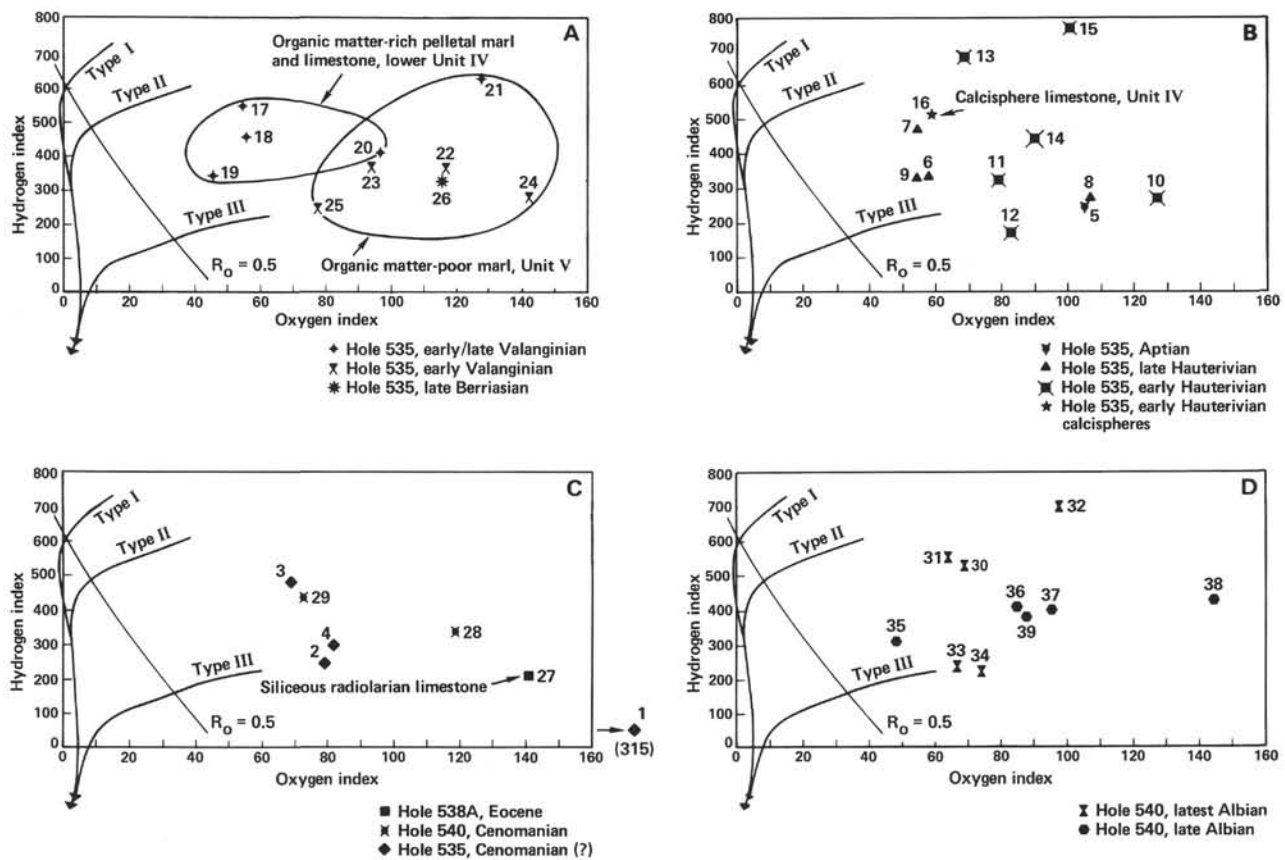 A
800
700
600
500
400
300
200
100
0
Hydrogen index
Type I
Type II
Type III
R₀ = 0.5
Organic matter-rich pelletal marl
and limestone, lower Unit IV
17
18
19
20
21
22
23
24
25
26
Organic matter-poor marl, Unit V
0 20 40 60 80 100 120 140 160
Oxygen index
Hole 535, early/late Valanginian
Hole 535, early Valanginian
Hole 535, late Berriasian
B
800
700
600
500
400
300
200
100
0
Hydrogen index
Type I
Type II
Type III
R₀ = 0.5
15
13
16
Calcisphere limestone, Unit IV
7
14
9
6
11
8
10
12
5
0 20 40 60 80 100 120 140 160
Oxygen index
Hole 535, Aptian
Hole 535, late Hauterivian
Hole 535, early Hauterivian
Hole 535, early Hauterivian
calcispheres
C
800
700
600
500
400
300
200
100
0
Hydrogen index
Type I
Type II
Type III
R₀ = 0.5
3
29
4
28
2
Siliceous radiolarian limestone
27
1
(315)
0 20 40 60 80 100 120 140 160
Oxygen index
Hole 538A, Eocene
Hole 540, Cenomanian
Hole 535, Cenomanian (?)
D
800
700
600
500
400
300
200
100
0
Hydrogen index
Type I
Type II
Type III
R₀ = 0.5
32
31
30
36
37
38
39
35
33
34
0 20 40 60 80 100 120 140 160
Oxygen index
Hole 540, latest Albian
Hole 540, late Albian